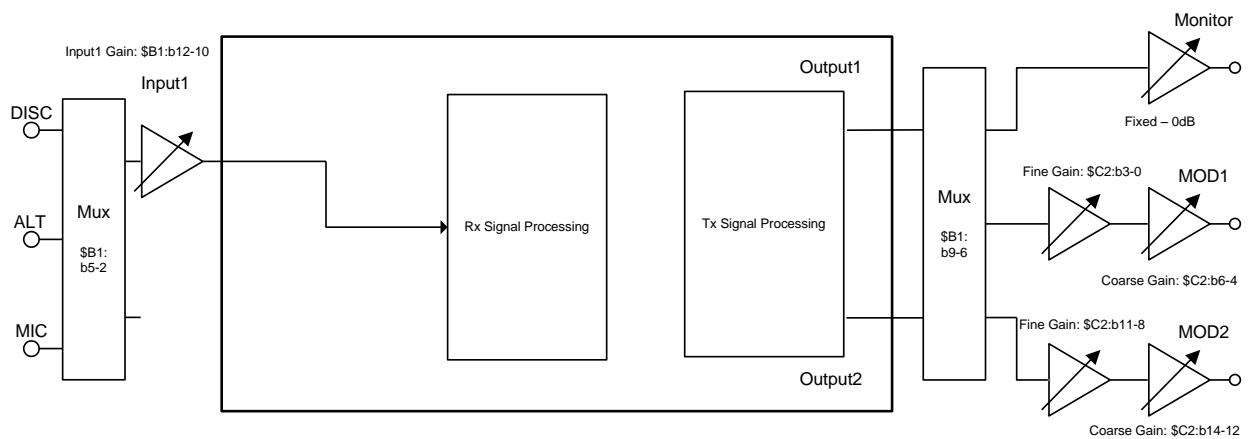 Monitor
Input1 Gain: $B1:b12-10
Input1
Output1
DISC
Fixed – 0dB
Fine Gain: $C2:b3-0
MOD1
Mux
$B1:
b5-2
ALT
Rx Signal Processing
Tx Signal Processing
Mux
$B1:
b9-6
Coarse Gain: $C2:b6-4
MIC
Fine Gain: $C2:b11-8
MOD2
Output2
Coarse Gain: $C2:b14-12